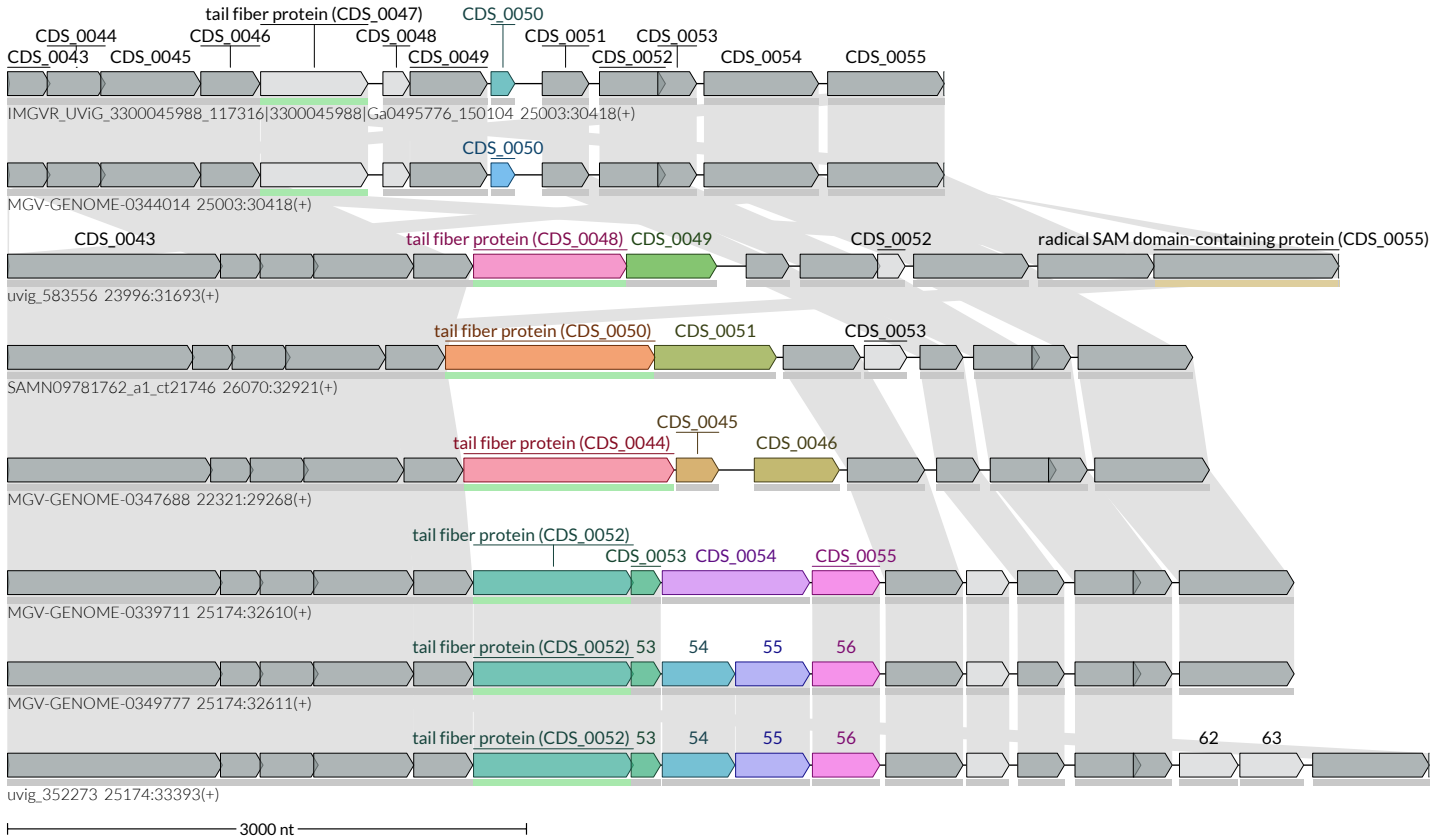 tail fiber protein (CDS_0047) CDS_0050
CDS_0044 CDS_0046 CDS_0048 CDS_0051 CDS_0053
CDS_0043 CDS_0045 CDS_0049 CDS_0052 CDS_0054 CDS_0055
IMGVR_UViG_3300045988_117316|3300045988|Ga0495776_150104 25003:30418(+)
CDS_0050
MGV-GENOME-0344014 25003:30418(+)
CDS_0043 tail fiber protein (CDS_0048) CDS_0049 CDS_0052 radical SAM domain-containing protein (CDS_0055)
uvig_583556 23996:31693(+)
tail fiber protein (CDS_0050) CDS_0051 CDS_0053
SAMN09781762_a1_ct21746 26070:32921(+)
CDS_0045
tail fiber protein (CDS_0044) CDS_0046
MGV-GENOME-0347688 22321:29268(+)
tail fiber protein (CDS_0052)
CDS_0053 CDS_0054 CDS_0055
MGV-GENOME-0339711 25174:32610(+)
tail fiber protein (CDS_0052) 53 54 55 56
MGV-GENOME-0349777 25174:32611(+)
tail fiber protein (CDS_0052) 53 54 55 56 62 63
uvig_352273 25174:33393(+)
3000 nt